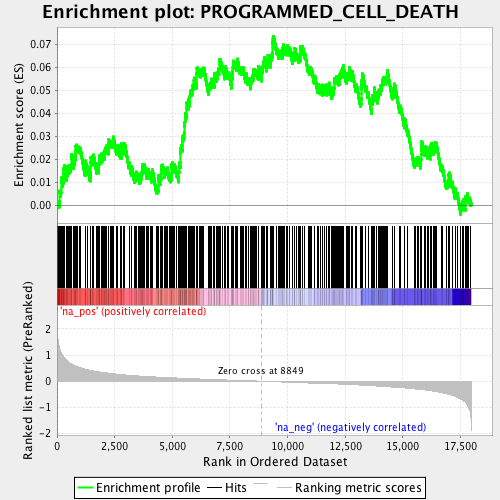 Enrichment plot: PROGRAMMED_CELL_DEATH
Enrichment score (ES)
0.07
0.06
0.05
0.04
0.03
0.02
0.01
0.00
Ranked list metric (PreRanked)
'na_pos' (positively correlated)
2
1
0
-1
-2
Zero cross at 8849
'na_neg' (negatively correlated)
0
2,500
5,000
7,500
10,000
12,500
15,000
17,500
Rank in Ordered Dataset
Enrichment profile
Hits
Ranking metric scores